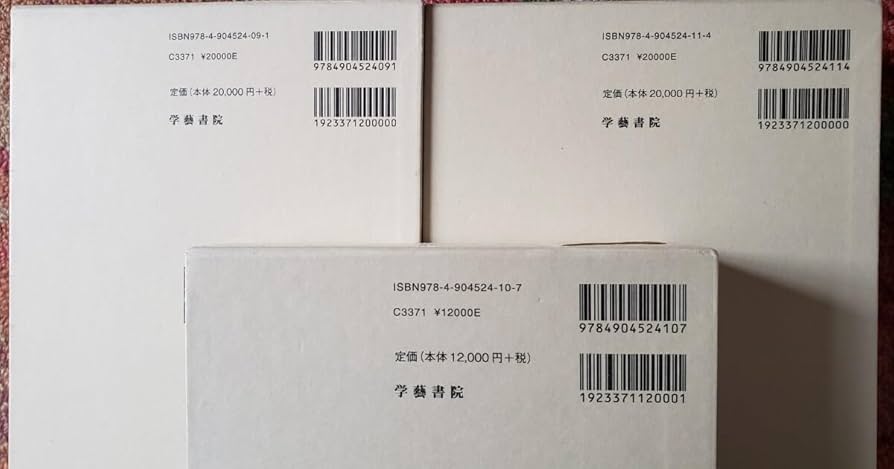 ISBN978-4-904524-09-1
C3371 ¥20000E
9784904524091
定価(本体20,000円+税)
学藝書院
1923371200000
ISBN978-4-904524-11-4
C3371 ¥20000E
9784904524114
定価(本体20,000円+税)
学藝書院
1923371200000
ISBN978-4-904524-10-7
C3371 ¥12000E
9784904524107
定価(本体12,000円+税)
学藝書院
1923371120001